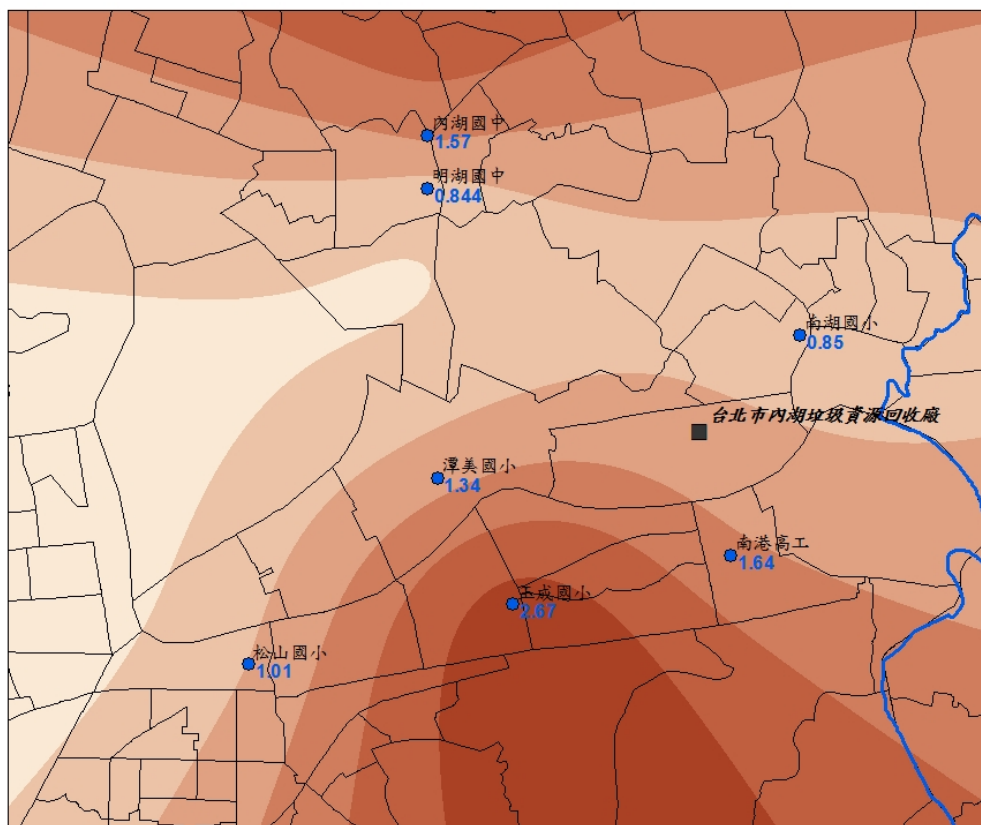 內湖國中
1.57
明湖國中
0.844
南湖國小
0.85
台北市內湖垃圾資源回收廠
潭美國小
1.34
南港高工
1.64
玉成國小
2.67
松山國小
1.01